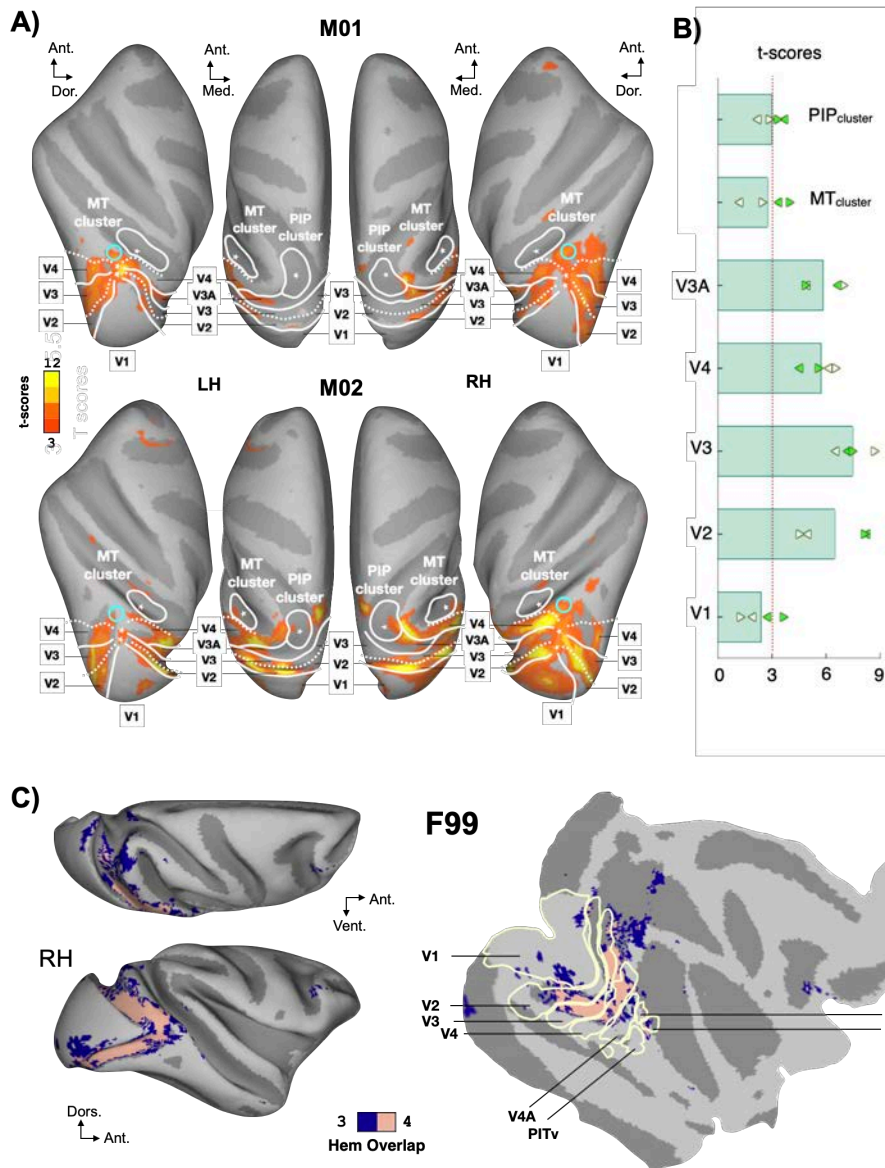 A)
M01
B)
Ant.
Dor.
Ant.
Med.
Ant.
Med.
Ant.
Dor.
t-scores
PIPcluster
MTcluster
V3A
V4
V3
V2
V1
0 3 6 9
MT
cluster
MT
cluster
PIP
cluster
PIP
cluster
MT
cluster
MT
cluster
V4
V3
V2
V1
V4
V3A
V3
V2
V3
V2
V1
V4
V3A
V3
V2
V4
V3
V2
V1
t-scores
12
3
5.5
3
T scores
LH
M02
RH
MT
cluster
MT
cluster
PIP
cluster
PIP
cluster
MT
cluster
MT
cluster
V4
V3
V2
V1
V4
V3A
V3
V2
V3
V2
V1
V4
V3A
V3
V2
V4
V3
V2
V1
C)
Ant.
Vent.
RH
Dors.
Ant.
3 4
Hem Overlap
F99
V1
V2
V3
V4
V4A
PITv